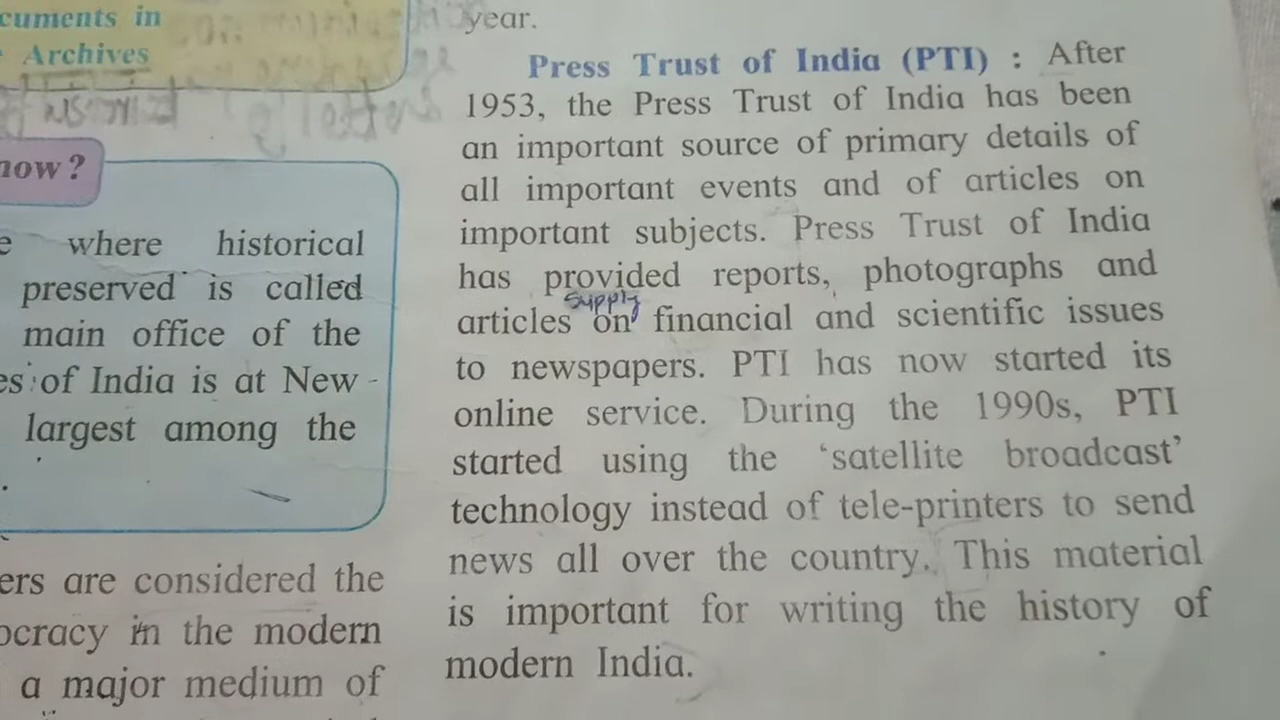 cuments in
Archives
now ?
where historical
preserved is called
main office of the
es of India is at New
largest among the
.
ers are considered the
ocracy in the modern
a major medium of
year.
Press Trust of India (PTI) : After
1953, the Press Trust of India has been
an important source of primary details of
all important events and of articles on
important subjects. Press Trust of India
has provided reports, photographs and
supply
articles on financial and scientific issues
to newspapers. PTI has now started its
online service. During the 1990s, PTI
started using the ‘satellite broadcast’
technology instead of tele-printers to send
news all over the country. This material
is important for writing the history of
modern India.